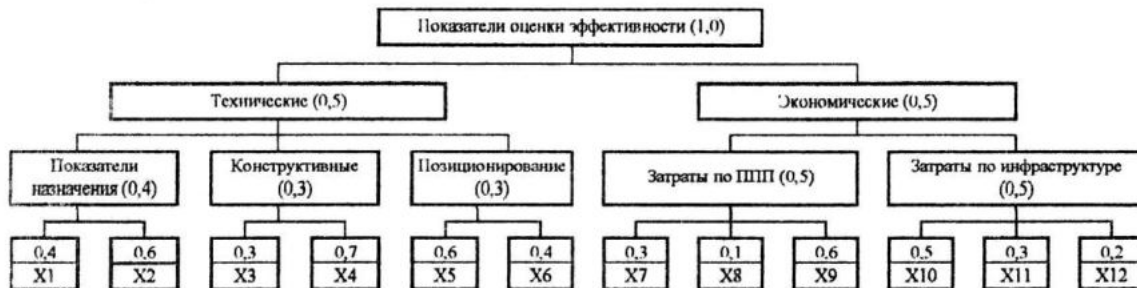 Показатели оценки эффективности (1,0)
Технические (0,5)
Экономические (0,5)
Показатели
назначения (0,4)
Конструктивные
(0,3)
Позиционирование
(0,3)
Затраты по ППП (0,5)
Затраты по инфраструктуре
(0,5)
0,4
0,6
0,3
0,7
0,6
0,4
0,3
0,1
0,6
0,5
0,3
0,2
X1
X2
X3
X4
X5
X6
X7
X8
X9
X10
X11
X12